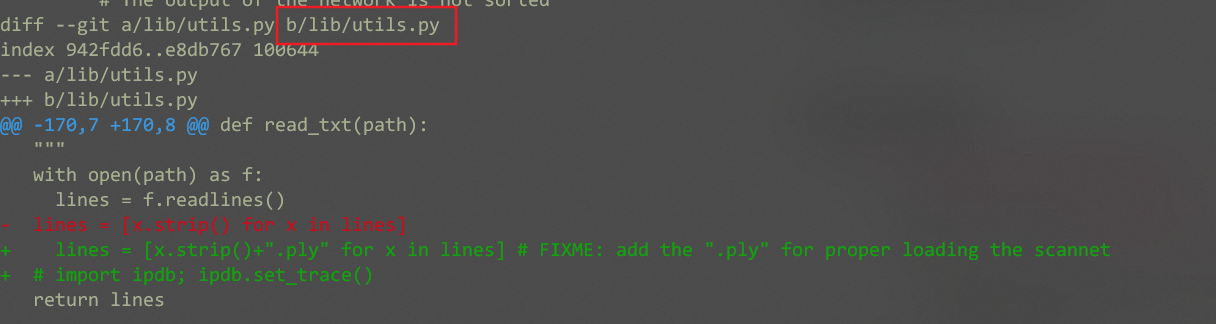 # The output of the network is not sorted
diff --git a/lib/utils.py b/lib/utils.py
index 942fdd6..e8db767 100644
--- a/lib/utils.py
+++ b/lib/utils.py
@@ -170,7 +170,8 @@ def read_txt(path):
   """
   with open(path) as f:
     lines = f.readlines()
-  lines = [x.strip() for x in lines]
+    lines = [x.strip()+".ply" for x in lines] # FIXME: add the ".ply" for proper loading the scannet
+  # import ipdb; ipdb.set_trace()
   return lines